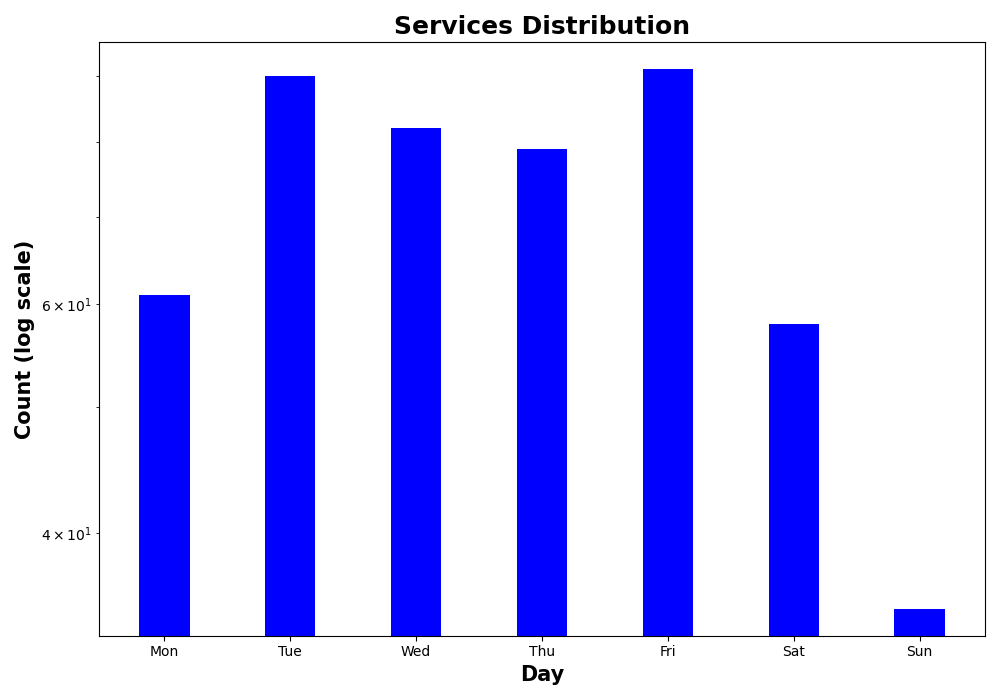 Services Distribution
Count (log scale)
6 × 10¹
4 × 10¹
Mon Tue Wed Thu Fri Sat Sun
Day